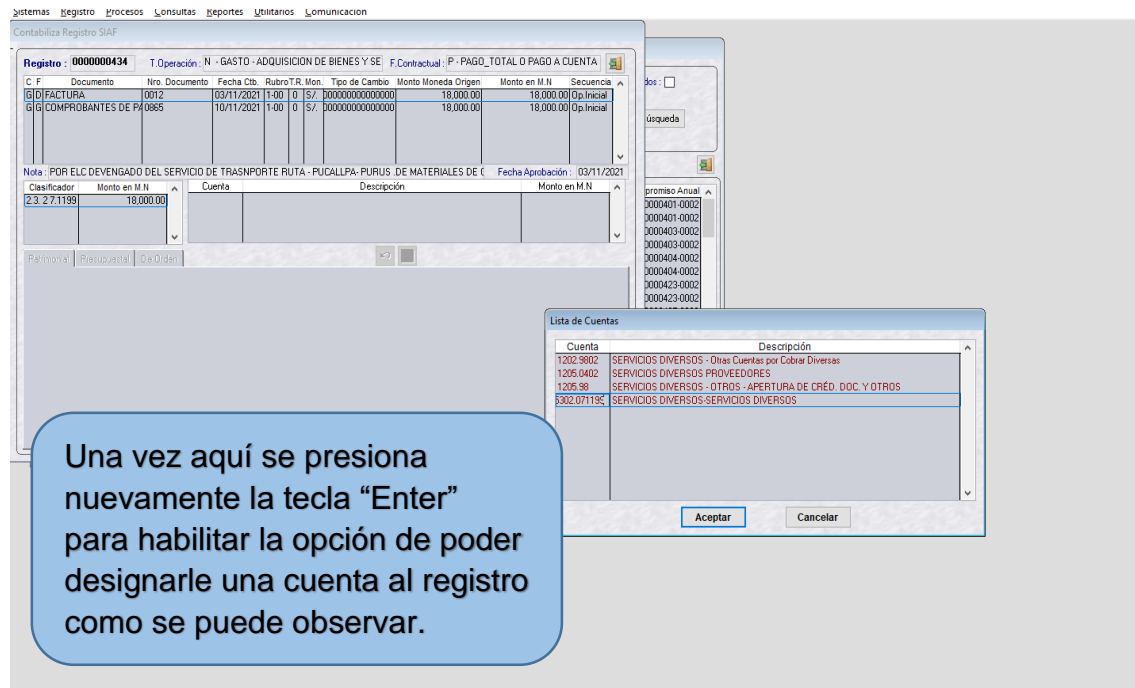 Sistemas Registro Procesos Consultas Reportes Utilitarios Comunicacion
Contabiliza Registro SIAF
Registro : 0000000434 T.Operación : N - GASTO - ADQUISICION DE BIENES Y SE F.Contractual : P - PAGO_TOTAL O PAGO A CUENTA
C F Documento Nro. Documento Fecha Ctb. Rubro T.R. Mon. Tipo de Cambio Monto Moneda Origen Monto en M.N Secuencia
G D FACTURA 0012 03/11/2021 1-00 0 S/. 18,000.00 18,000.00 Op.Inicial
G G COMPROBANTES DE PA 0865 10/11/2021 1-00 0 S/. 18,000.00 18,000.00 Op.Inicial
Nota : POR ELC DEVENGADO DEL SERVICIO DE TRASNPORTE RUTA - PUCALLPA- PURUS .DE MATERIALES DE Fecha Aprobación : 03/11/2021
Clasificador Monto en M.N Cuenta Descripción Monto en M.N
2.3. 2 7.1199 18,000.00
Patrimonial Presupuestal De Orden
dos :
úsqueda
promiso Anual
0000401-0002
0000401-0002
0000403-0002
0000403-0002
0000404-0002
0000404-0002
0000423-0002
0000423-0002
Lista de Cuentas
Cuenta Descripción
1202.9802 SERVICIOS DIVERSOS - Otras Cuentas por Cobrar Diversas
1205.0402 SERVICIOS DIVERSOS PROVEEDORES
1205.98 SERVICIOS DIVERSOS - OTROS - APERTURA DE CRÉD. DOC. Y OTROS
5302.071199 SERVICIOS DIVERSOS-SERVICIOS DIVERSOS
Aceptar Cancelar
Una vez aquí se presiona
nuevamente la tecla “Enter”
para habilitar la opción de poder
designarle una cuenta al registro
como se puede observar.